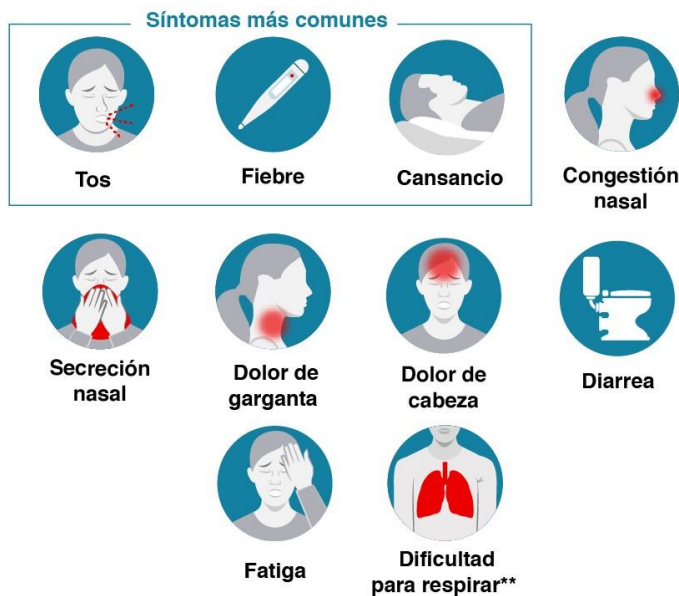 Síntomas más comunes
Tos
Fiebre
Cansancio
Congestión
nasal
Secreción
nasal
Dolor de
garganta
Dolor de
cabeza
Diarrea
Fatiga
Dificultad
para respirar**